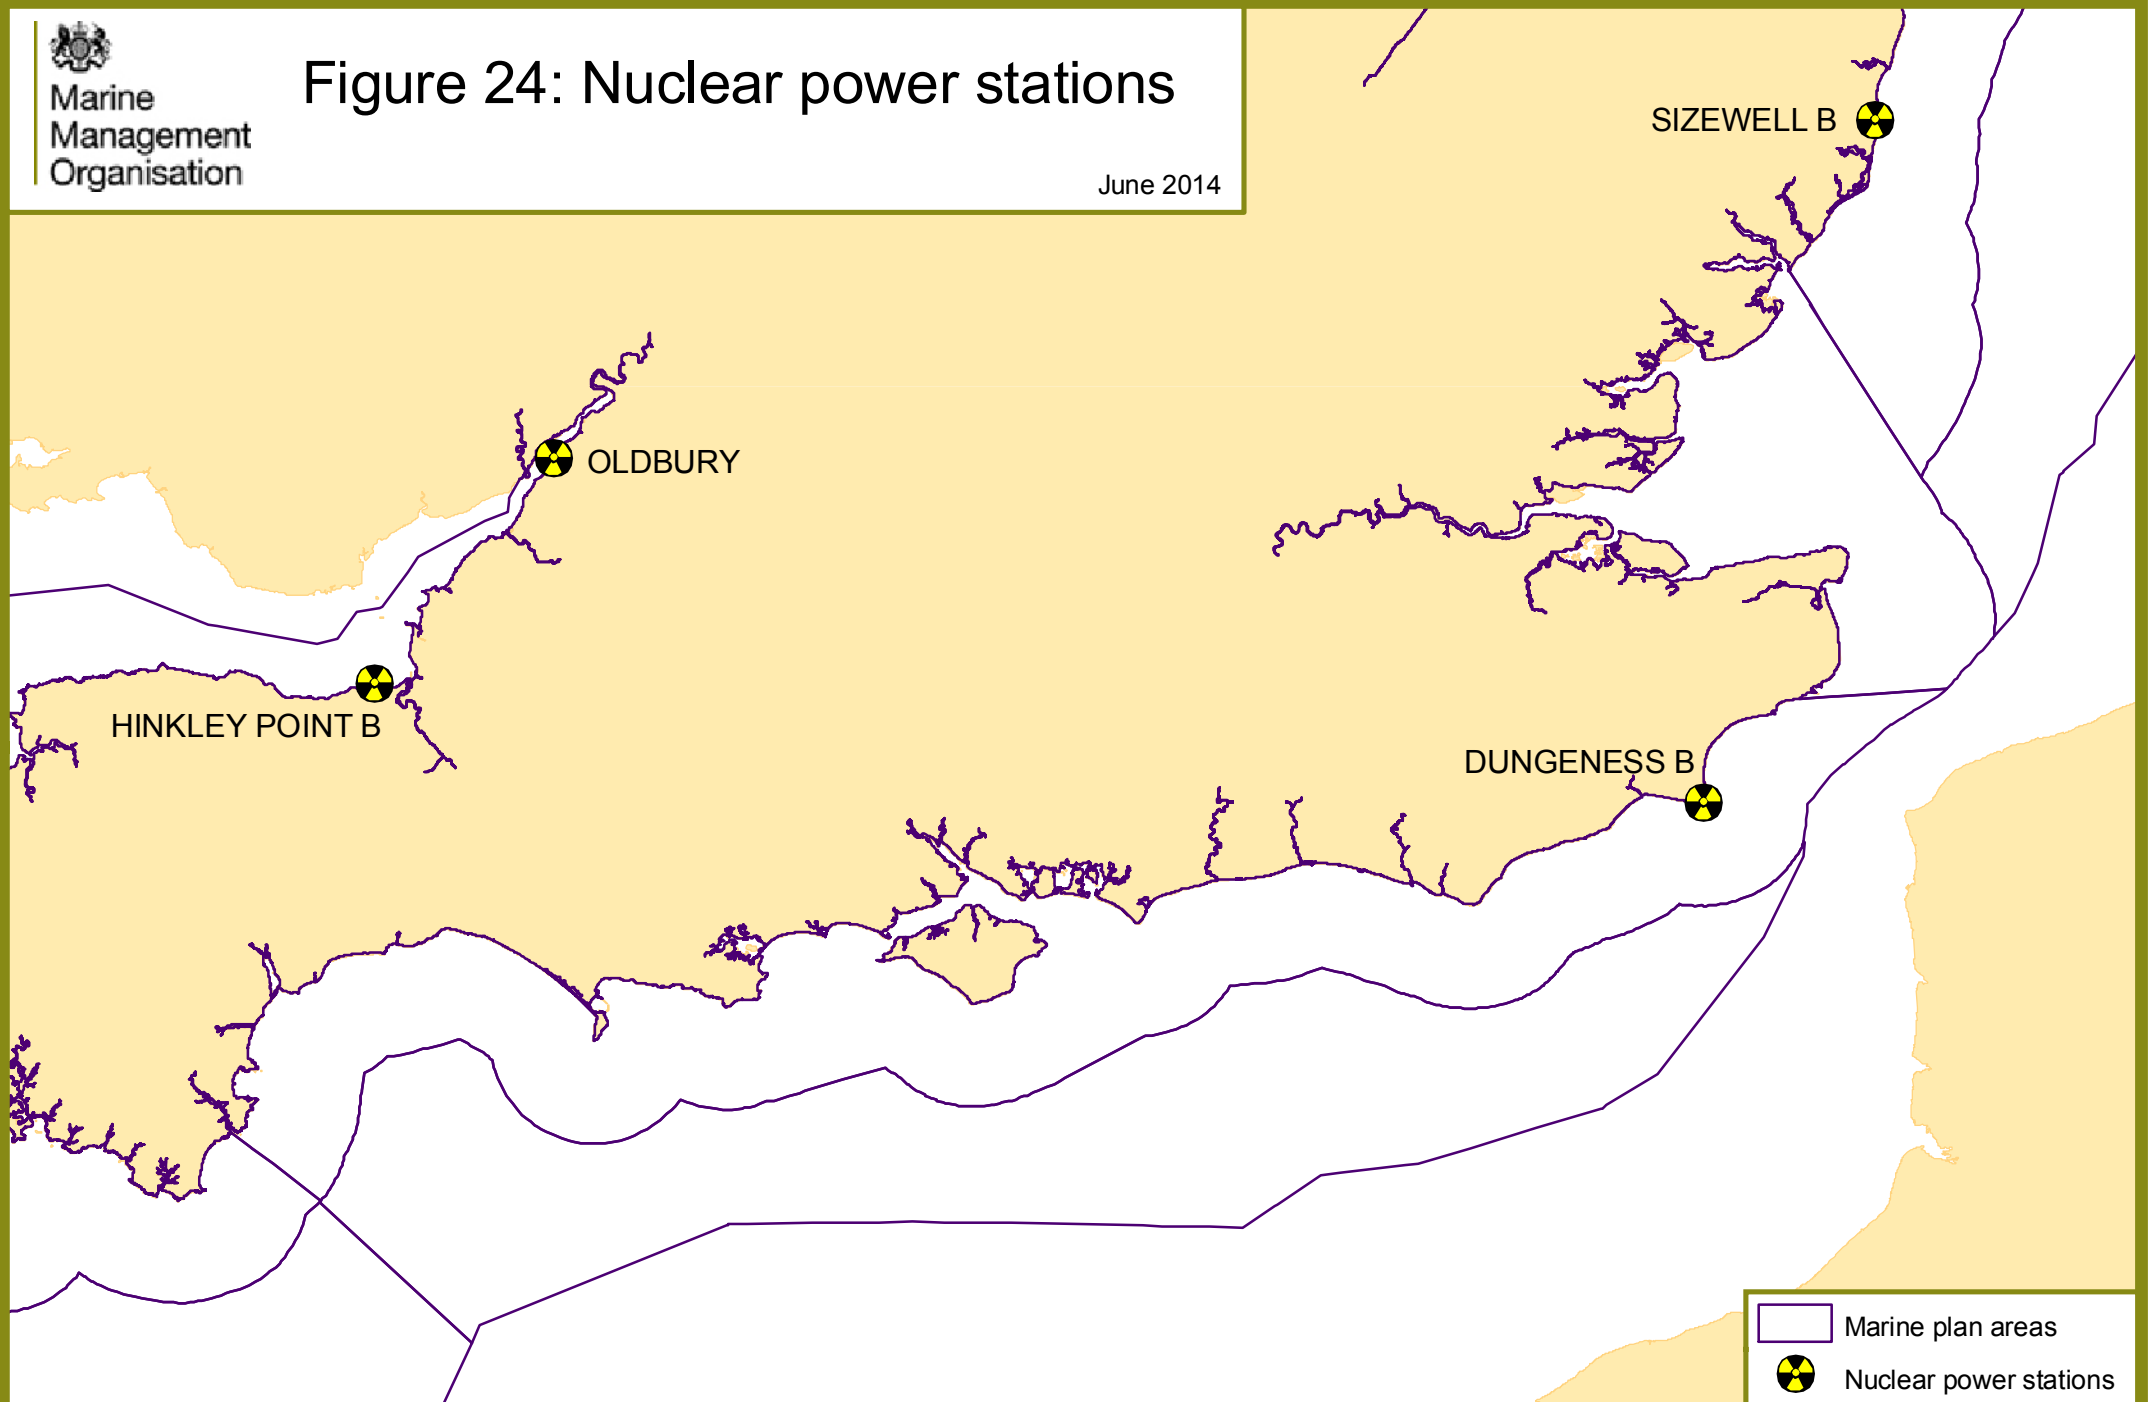 Marine
Management
Organisation
Figure 24: Nuclear power stations
June 2014
SIZEWELL B
OLDBURY
HINKLEY POINT B
DUNGENESS B
Marine plan areas
Nuclear power stations